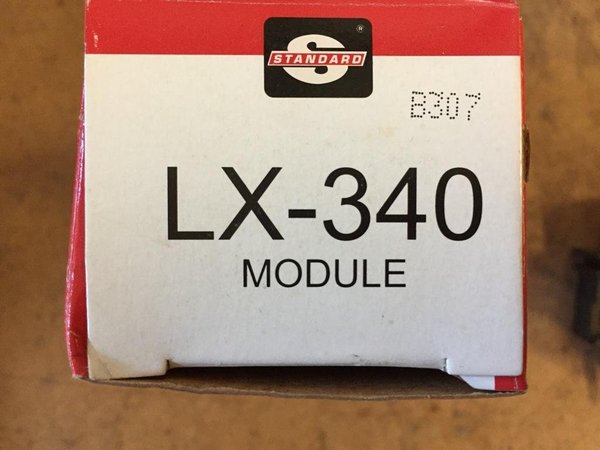 S
STANDARD
®
B307
LX-340
MODULE